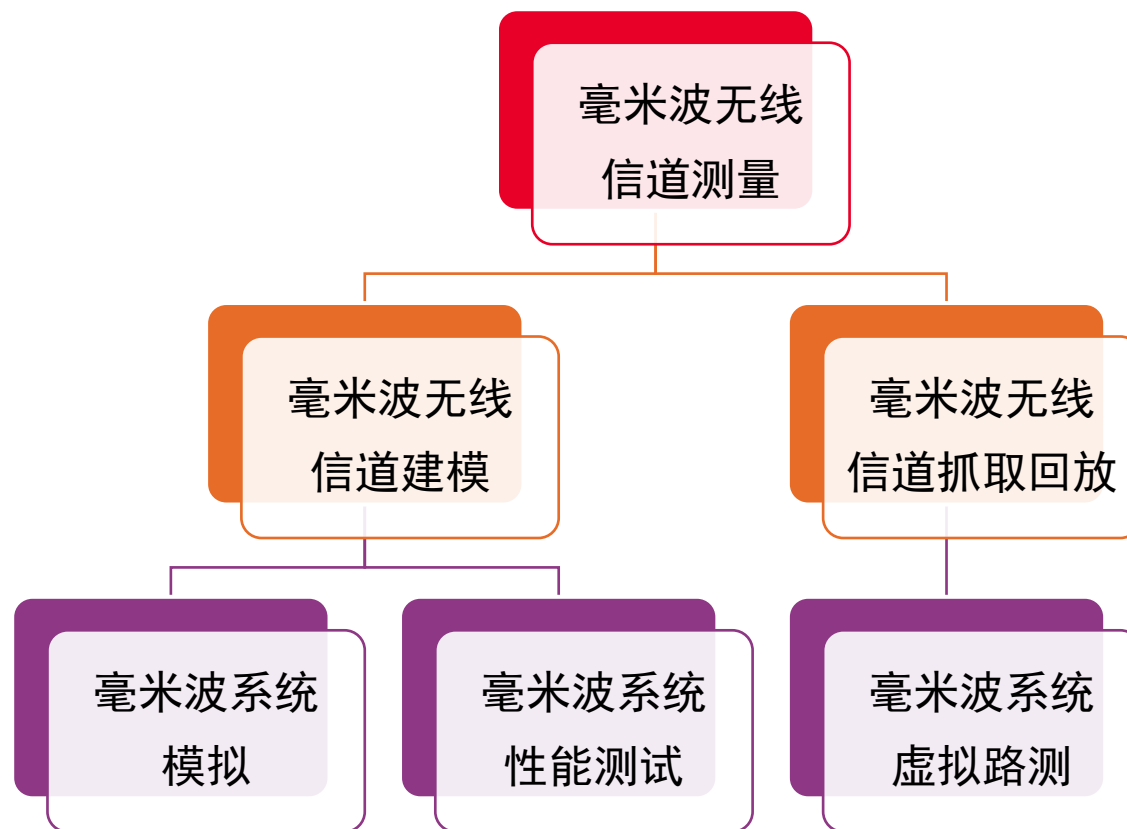 毫米波无线
信道测量
毫米波无线
信道建模
毫米波无线
信道抓取回放
毫米波系统
模拟
毫米波系统
性能测试
毫米波系统
虚拟路测